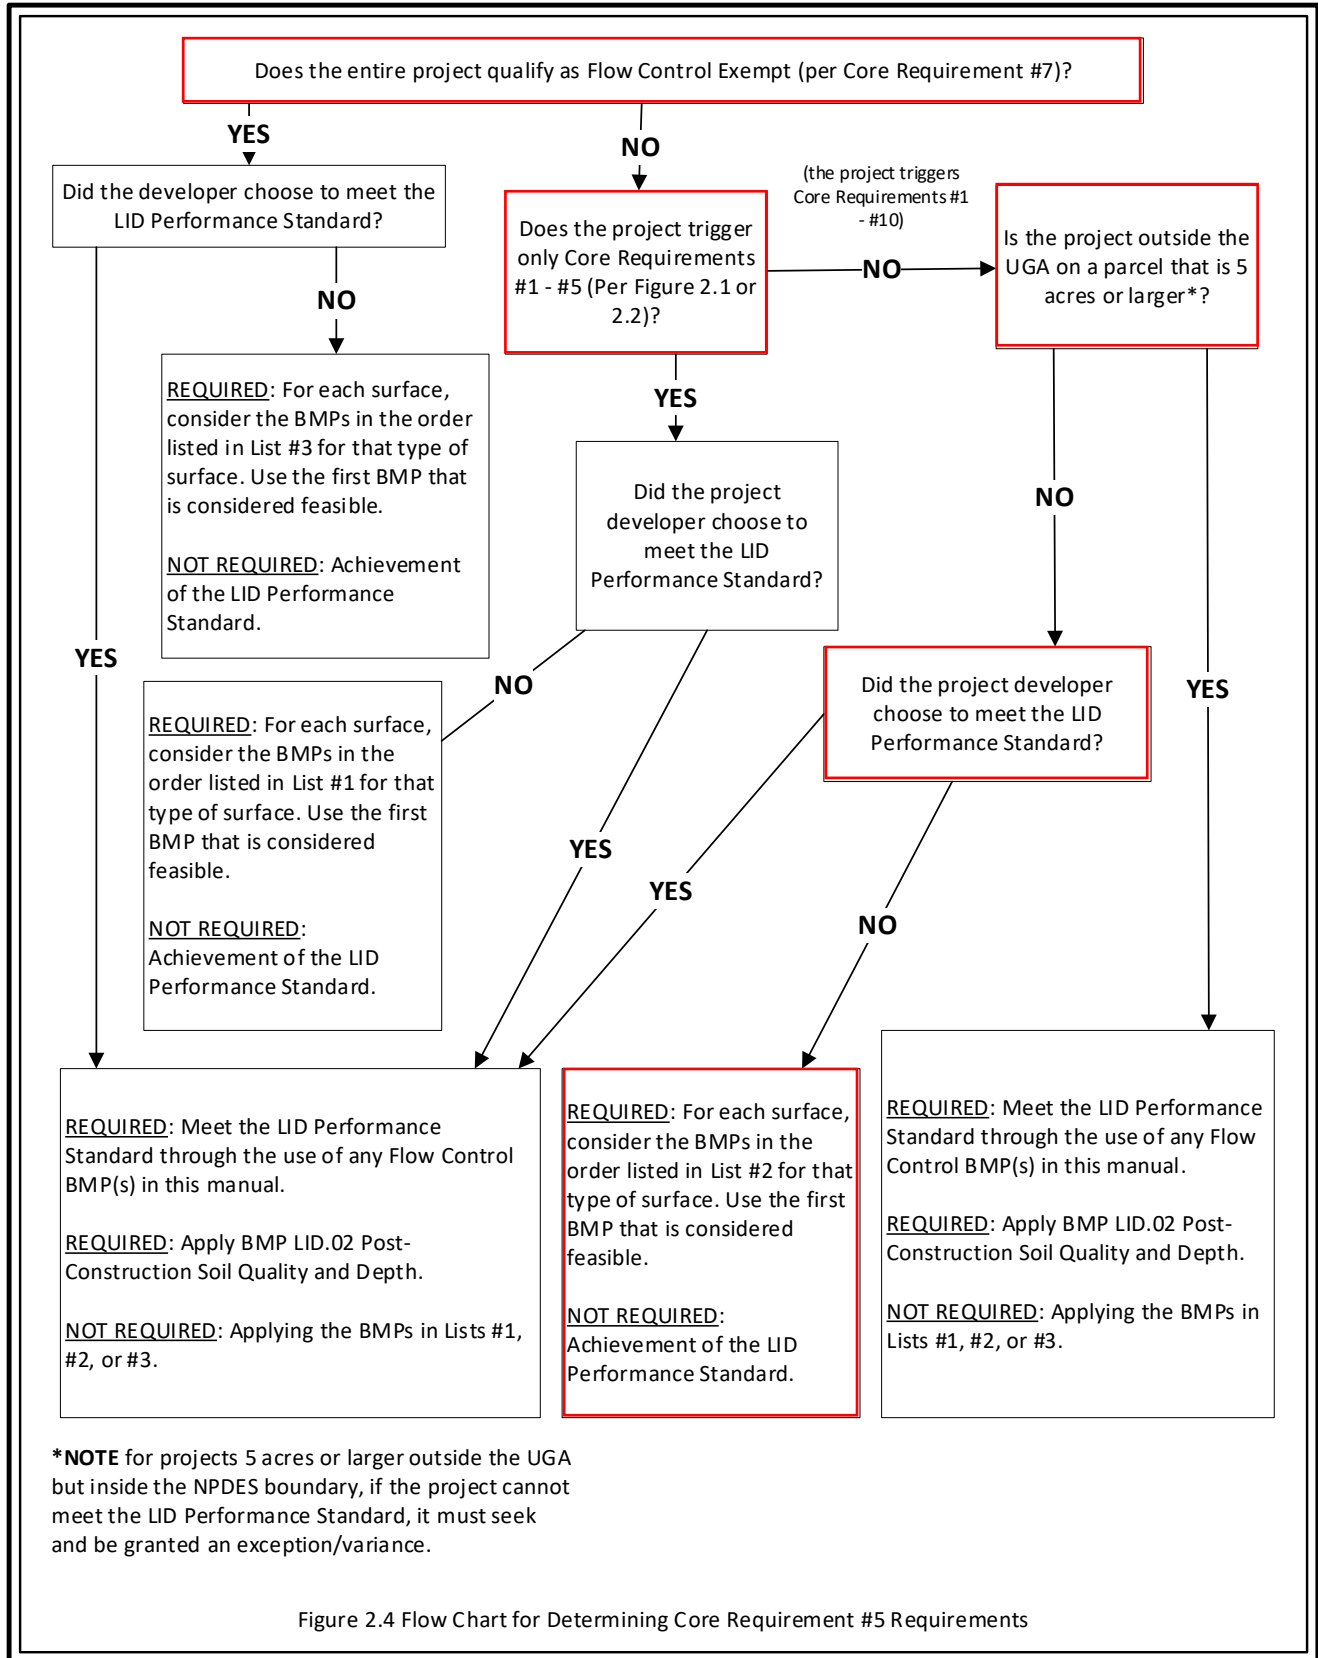 Does the entire project qualify as Flow Control Exempt (per Core Requirement #7)?
YES
NO
Did the developer choose to meet the
LID Performance Standard?
(the project triggers
Core Requirements #1
- #10)
Does the project trigger
only Core Requirements
#1 - #5 (Per Figure 2.1 or
2.2)?
NO
Is the project outside the
UGA on a parcel that is 5
acres or larger*?
NO
YES
NO
YES
YES
REQUIRED: For each surface,
consider the BMPs in the order
listed in List #3 for that type of
surface. Use the first BMP that
is considered feasible.
NOT REQUIRED: Achievement
of the LID Performance
Standard.
Did the project
developer choose to
meet the LID
Performance Standard?
NO
YES
Did the project developer
choose to meet the LID
Performance Standard?
YES
NO
REQUIRED: For each surface,
consider the BMPs in the
order listed in List #1 for that
type of surface. Use the first
BMP that is considered
feasible.
NOT REQUIRED:
Achievement of the LID
Performance Standard.
REQUIRED: Meet the LID Performance
Standard through the use of any Flow Control
BMP(s) in this manual.
REQUIRED: Apply BMP LID.02 Post-
Construction Soil Quality and Depth.
NOT REQUIRED: Applying the BMPs in Lists #1,
#2, or #3.
REQUIRED: For each surface,
consider the BMPs in the
order listed in List #2 for that
type of surface. Use the first
BMP that is considered
feasible.
NOT REQUIRED:
Achievement of the LID
Performance Standard.
REQUIRED: Meet the LID Performance
Standard through the use of any Flow
Control BMP(s) in this manual.
REQUIRED: Apply BMP LID.02 Post-
Construction Soil Quality and Depth.
NOT REQUIRED: Applying the BMPs in
Lists #1, #2, or #3.
*NOTE for projects 5 acres or larger outside the UGA
but inside the NPDES boundary, if the project cannot
meet the LID Performance Standard, it must seek
and be granted an exception/variance.
Figure 2.4 Flow Chart for Determining Core Requirement #5 Requirements